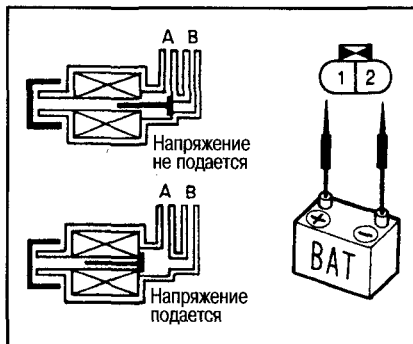 A B
Напряжение
не подается
A B
Напряжение
подается
1 2
+ −
BAT